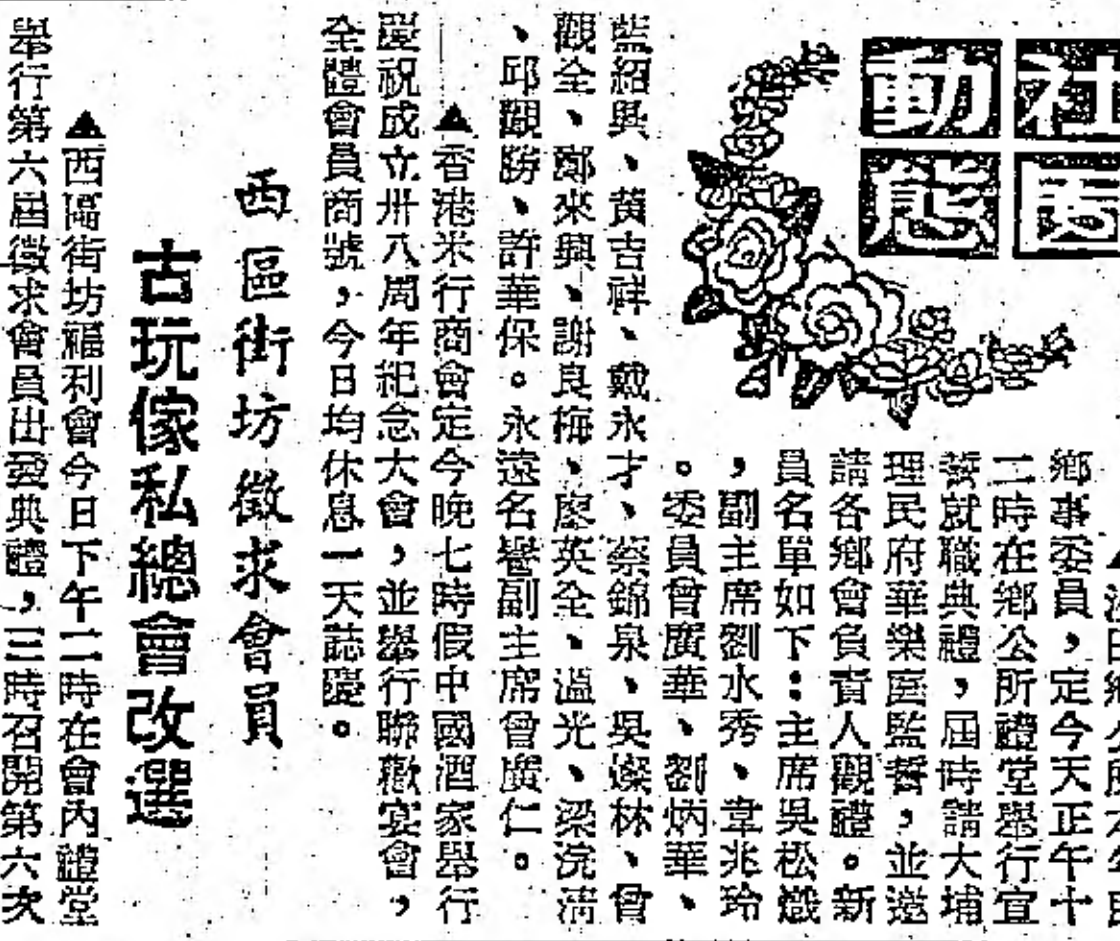 社團動態
鄉事委員，定今天正午十
二時在鄉公所禮堂舉行宣
誓就職典禮，屆時請大埔
理民府華樂庭監誓，並邀
請各鄉會負責人觀禮。新
員名單如下：主席吳松
，副主席劉水秀、韋兆玲
。委員曾廣華、劉炳華、
藍紹興、黃吉祥、戴永才、蔡錦泉、吳燦林、曾
觀全、鄭來興、謝良梅、廖英全、溫光、梁浣清
、邱觀勝、許華保。永遠名譽副主席曾廣仁。
▲香港米行商會定今晚七時假中國酒家舉行
慶祝成立卅八周年紀念大會，並舉行聯歡宴會，
全體會員商號，今日均休息一天誌慶。
西區街坊徵求會員
古玩傢私總會改選
▲西區街坊福利會今日下午二時在會內禮堂
舉行第六屆徵求會員出發典禮，三時召開第六次